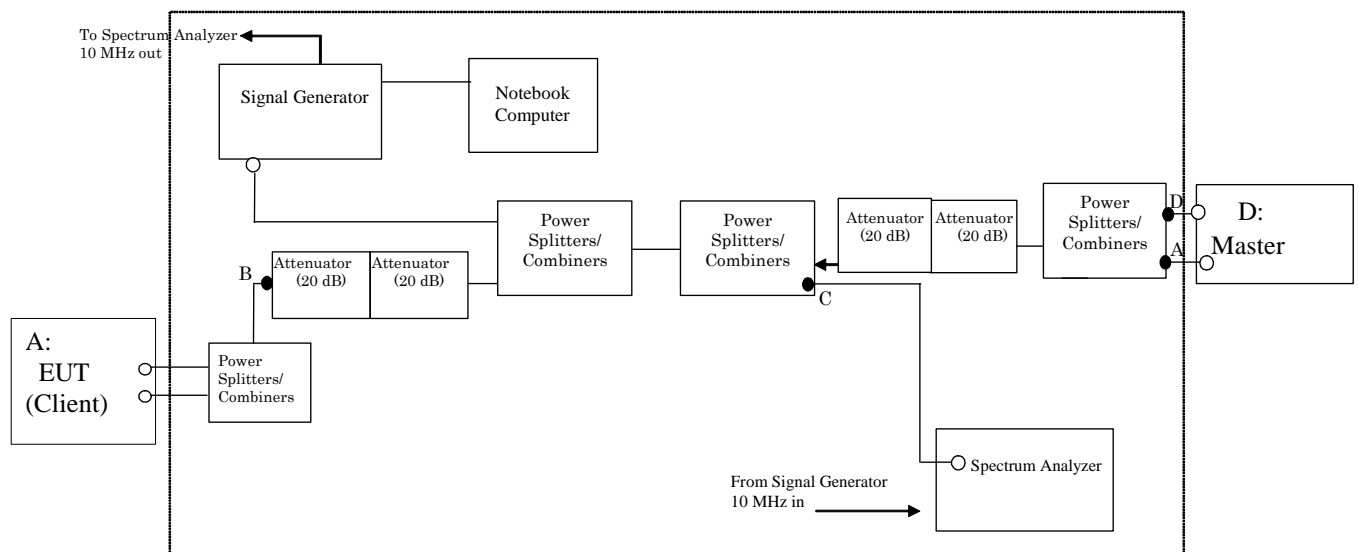 To Spectrum Analyzer
10 MHz out
Signal Generator
Notebook
Computer
Power
Splitters/
Combiners
Power
Splitters/
Combiners
Attenuator
(20 dB)
Attenuator
(20 dB)
Power
Splitters/
Combiners
D
A
D:
Master
B
Attenuator
(20 dB)
Attenuator
(20 dB)
C
A:
EUT
(Client)
Power
Splitters/
Combiners
Spectrum Analyzer
From Signal Generator
10 MHz in